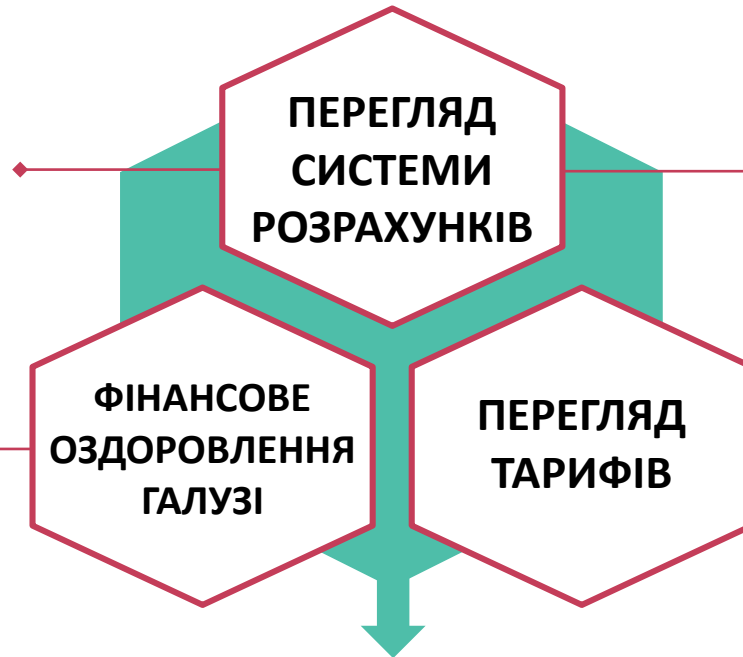 ПЕРЕГЛЯД
СИСТЕМИ
РОЗРАХУНКІВ
ФІНАНСОВЕ
ОЗДОРОВЛЕННЯ
ГАЛУЗІ
ПЕРЕГЛЯД
ТАРИФІВ